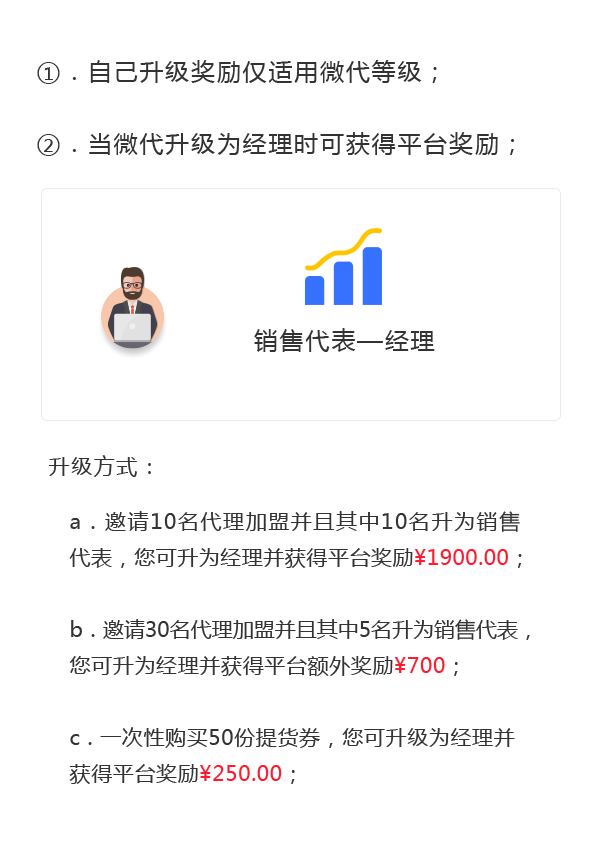 ①．自己升级奖励仅适用微代等级；
②．当微代升级为经理时可获得平台奖励；
销售代表—经理
升级方式：
a．邀请10名代理加盟并且其中10名升为销售
代表，您可升为经理并获得平台奖励¥1900.00；
b．邀请30名代理加盟并且其中5名升为销售代表，
您可升为经理并获得平台额外奖励¥700；
c．一次性购买50份提货券，您可升级为经理并
获得平台奖励¥250.00；